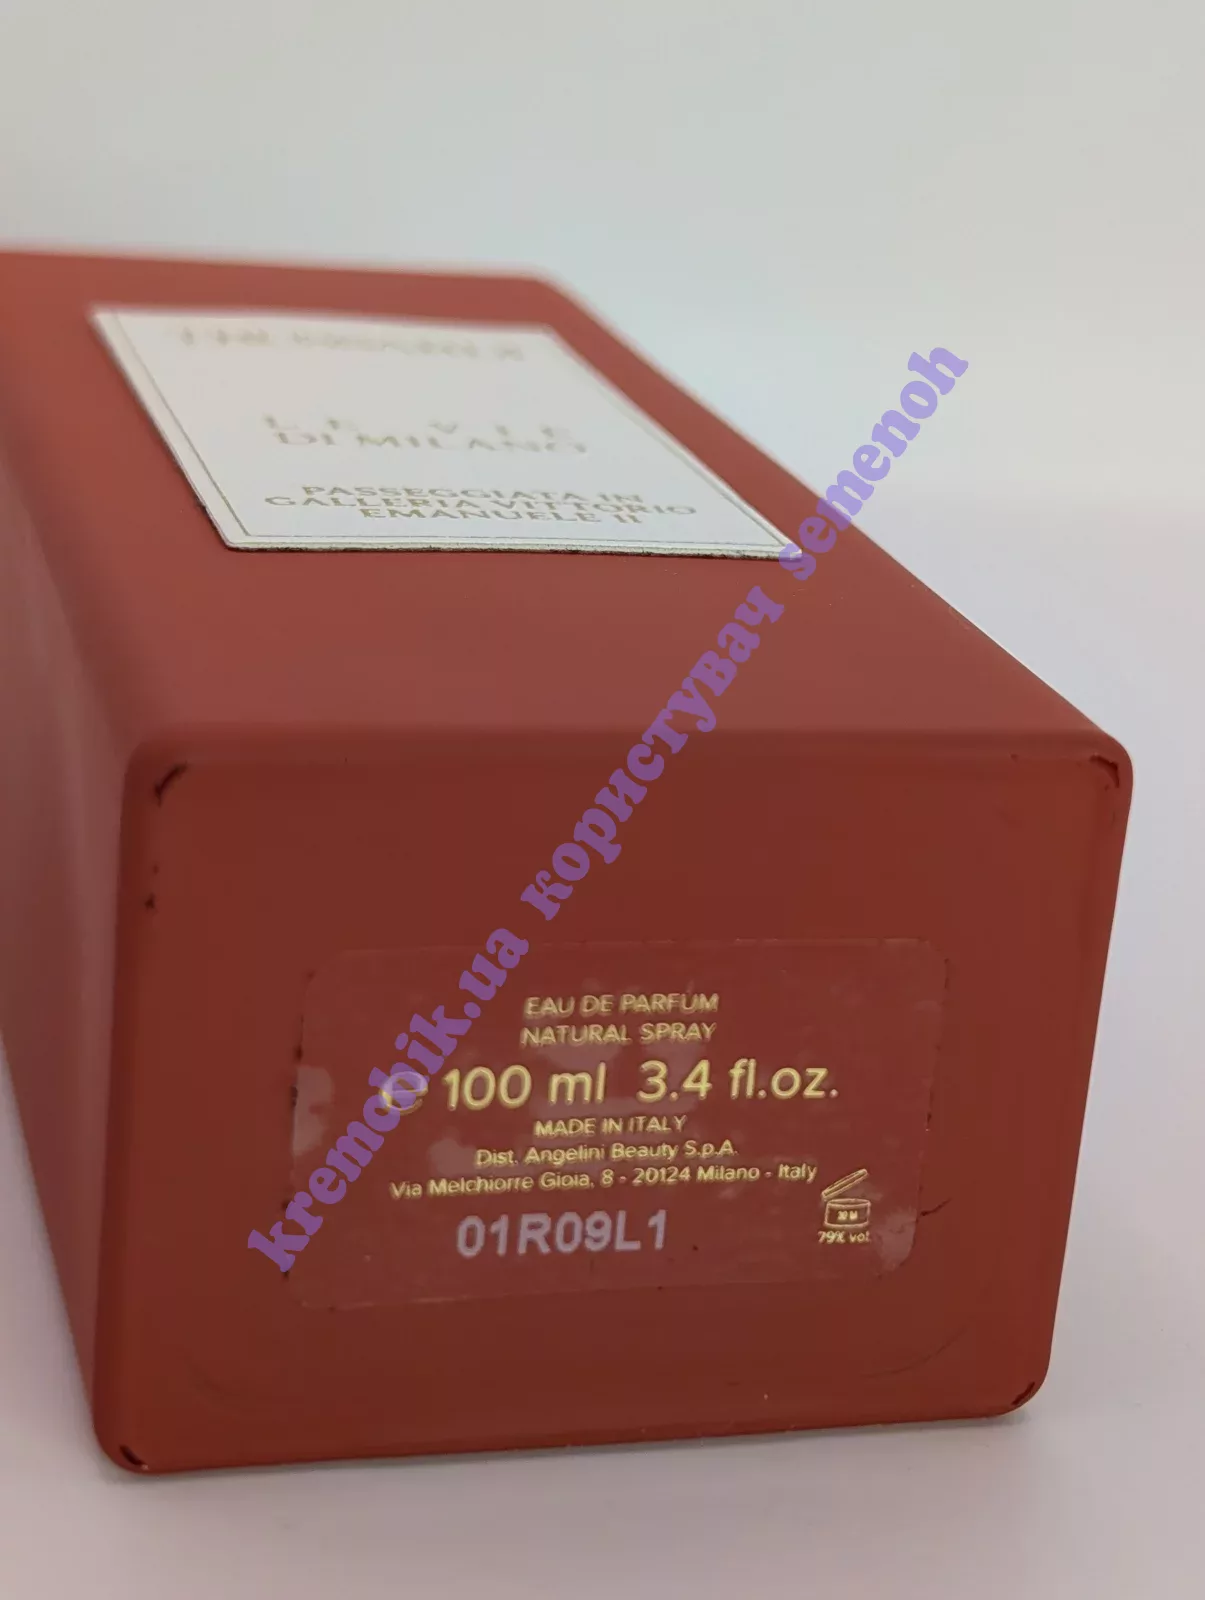 LE VIE
DI MILANO
PASSEGGIATA IN
GALLERIA VITTORIO
EMANUELE II
kremchik.ua користувач semenoh
EAU DE PARFUM
NATURAL SPRAY
℮ 100 ml 3.4 fl.oz.
MADE IN ITALY
Dist. Angelini Beauty S.p.A.
Via Melchiorre Gioia, 8 - 20124 Milano - Italy
30 M
79% vol.
01R09L1